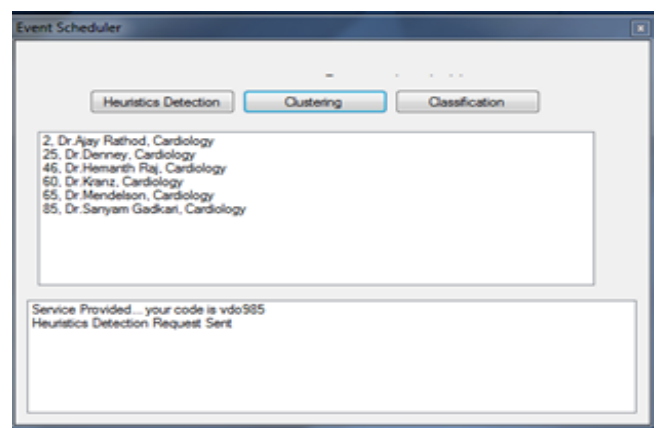 Event Scheduler
Heuristics Detection
Clustering
Classification
2, Dr.Ajay Rathod, Cardiology
25, Dr.Denney, Cardiology
46, Dr.Hemanth Raj, Cardiology
60, Dr.Kranz, Cardiology
65, Dr.Mendelson, Cardiology
85, Dr.Sanyam Gadkari, Cardiology
Service Provided... your code is vdo985
Heuristics Detection Request Sent